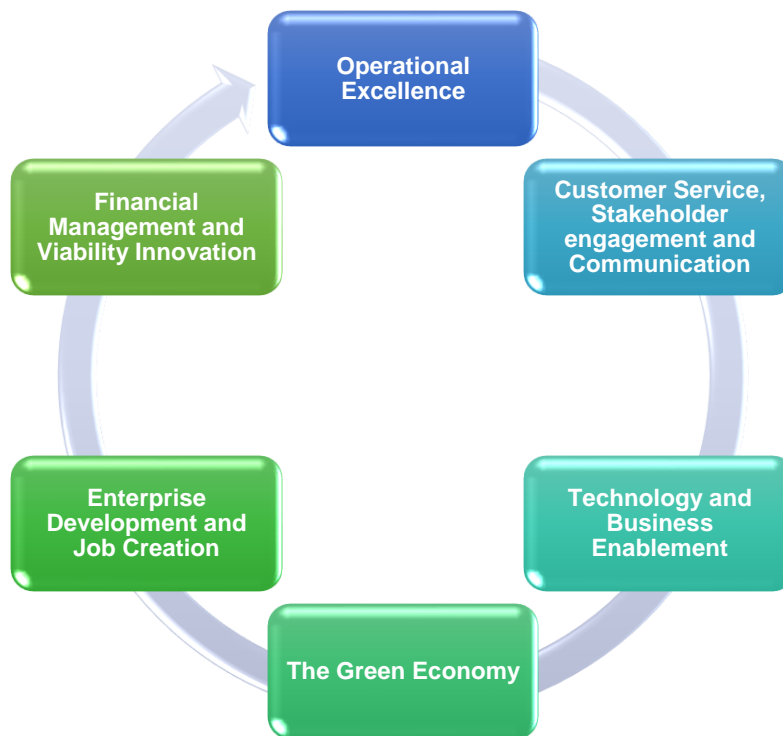 Operational
Excellence
Customer Service,
Stakeholder
engagement and
Communication
Technology and
Business
Enablement
The Green Economy
Enterprise
Development and
Job Creation
Financial
Management and
Viability Innovation